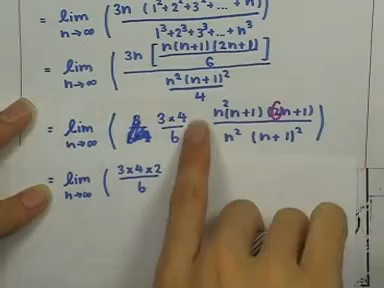 = lim n→∞ ( 3n (1²+2²+3²+...+n²) / 1³+2³+3³+...+n³ )
= lim n→∞ ( 3n [ n(n+1)(2n+1) / 6 ] / n²(n+1)² / 4 )
= lim n→∞ ( 3×4 / 6 n²(n+1)(2n+1) / n² (n+1)² )
= lim n→∞ ( 3×4×2 / 6